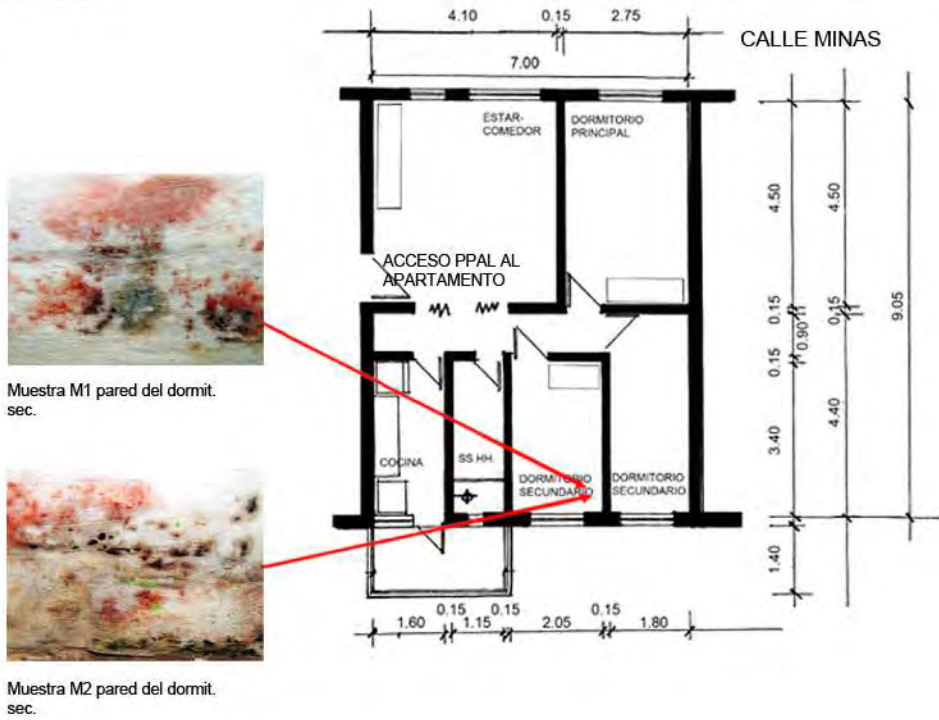 4.10 0.15 2.75
CALLE MINAS
7.00
ESTAR-
COMEDOR
DORMITORIO
PRINCIPAL
4.50
4.50
ACCESO PPAL AL
APARTAMENTO
0.15
0.90
0.15
0.15
9.05
Muestra M1 pared del dormit.
sec.
3.40
4.40
COCINA
SS.HH.
DORMITORIO
SECUNDARIO
DORMITORIO
SECUNDARIO
1.40
0.15 0.15 0.15
1.60 1.15 2.05 1.80
Muestra M2 pared del dormit.
sec.